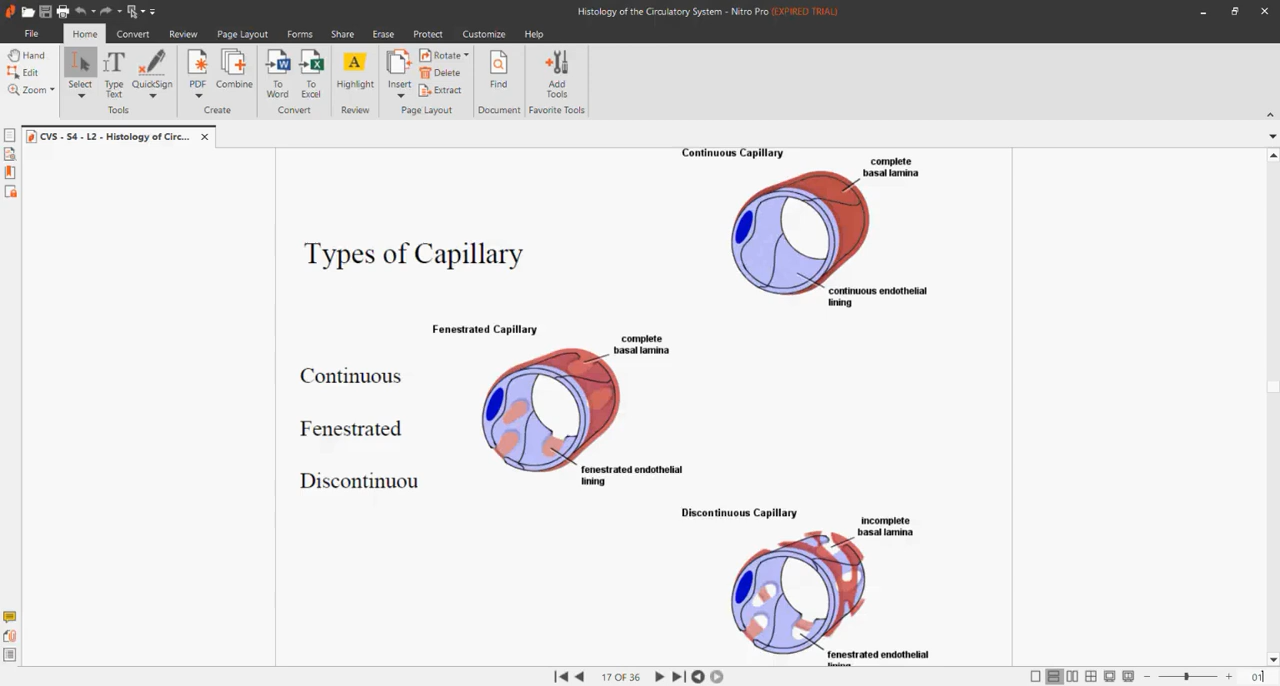 Histology of the Circulatory System - Nitro Pro (EXPIRED TRIAL)
File Home Convert Review Page Layout Forms Share Erase Protect Customize Help
Hand
Edit
Zoom
Select
Type Text
QuickSign
Tools
PDF
Combine
Create
To Word
To Excel
Convert
Highlight
Review
Insert
Rotate
Delete
Extract
Page Layout
Find
Document
Add Tools
Favorite Tools
CVS - S4 - L2 - Histology of Circ...
Continuous Capillary
complete
basal lamina
continuous endothelial
lining
Types of Capillary
Fenestrated Capillary
complete
basal lamina
fenestrated endothelial
lining
Continuous
Fenestrated
Discontinuou
Discontinuous Capillary
incomplete
basal lamina
fenestrated endothelial
lining
17 OF 36
01